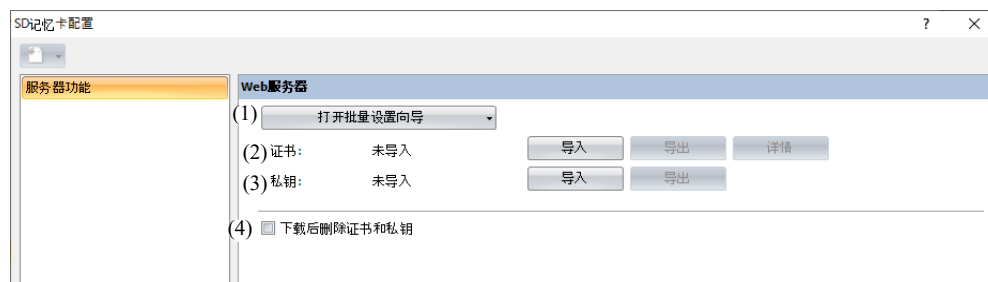 SD记忆卡配置 ?
服务器功能
Web服务器
(1) 打开批量设置向导
(2) 证书: 未导入 导入 导出 详情
(3) 私钥: 未导入 导入 导出
(4) 下载后删除证书和私钥